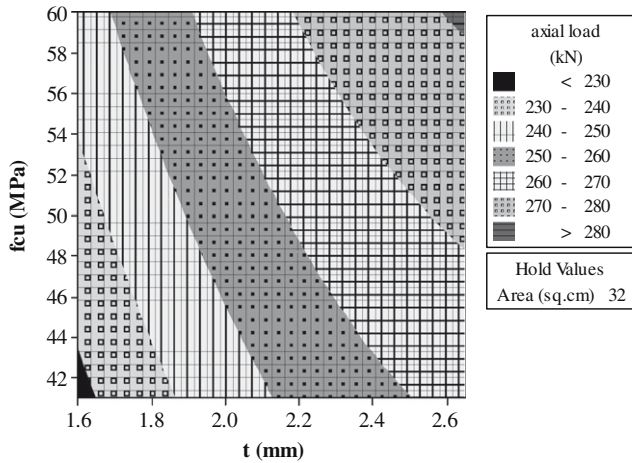 60
58
56
54
52
50
48
46
44
42
fcu (MPa)
1.6 1.8 2.0 2.2 2.4 2.6
t (mm)
axial load
(kN)
< 230
230 - 240
240 - 250
250 - 260
260 - 270
270 - 280
> 280
Hold Values
Area (sq.cm) 32